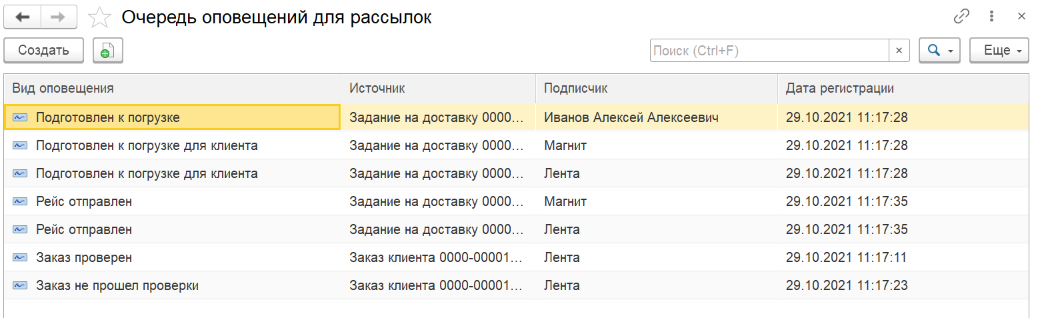 Очередь оповещений для рассылок
Создать Поиск (Ctrl+F) × Еще
Вид оповещения Источник Подписчик Дата регистрации
Подготовлен к погрузке Задание на доставку 0000... Иванов Алексей Алексеевич 29.10.2021 11:17:28
Подготовлен к погрузке для клиента Задание на доставку 0000... Магнит 29.10.2021 11:17:28
Подготовлен к погрузке для клиента Задание на доставку 0000... Лента 29.10.2021 11:17:28
Рейс отправлен Задание на доставку 0000... Магнит 29.10.2021 11:17:35
Рейс отправлен Задание на доставку 0000... Лента 29.10.2021 11:17:35
Заказ проверен Заказ клиента 0000-00001... Лента 29.10.2021 11:17:11
Заказ не прошел проверки Заказ клиента 0000-00001... Лента 29.10.2021 11:17:23